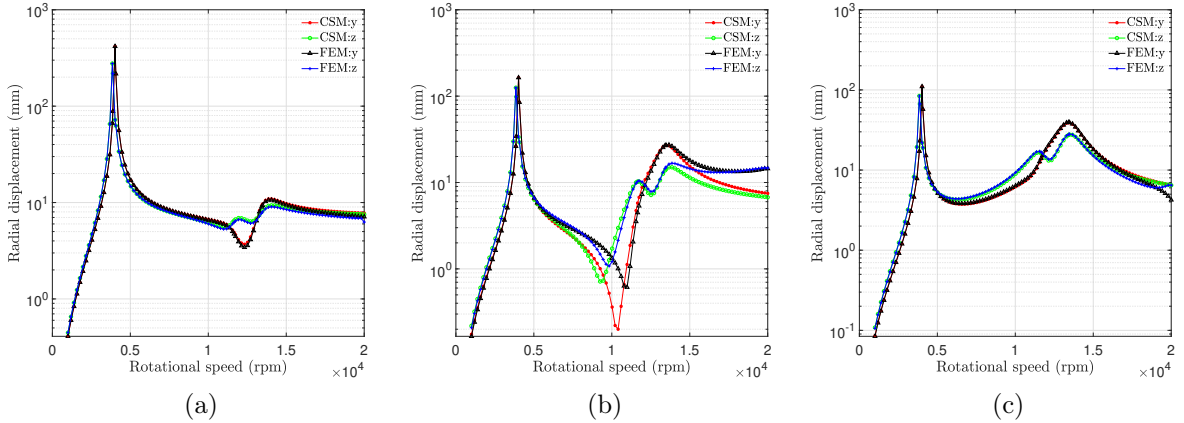 10^3
10^2
10^1
10^0
Radial displacement (mm)
0
0.5
1
1.5
2
Rotational speed (rpm)
×10^4
CSM:y
CSM:z
FEM:y
FEM:z
(a)
10^3
10^2
10^1
10^0
Radial displacement (mm)
0
0.5
1
1.5
2
Rotational speed (rpm)
×10^4
CSM:y
CSM:z
FEM:y
FEM:z
(b)
10^4
10^3
10^2
10^1
10^0
10^-1
Radial displacement (mm)
0
0.5
1
1.5
2
Rotational speed (rpm)
×10^4
CSM:y
CSM:z
FEM:y
FEM:z
(c)